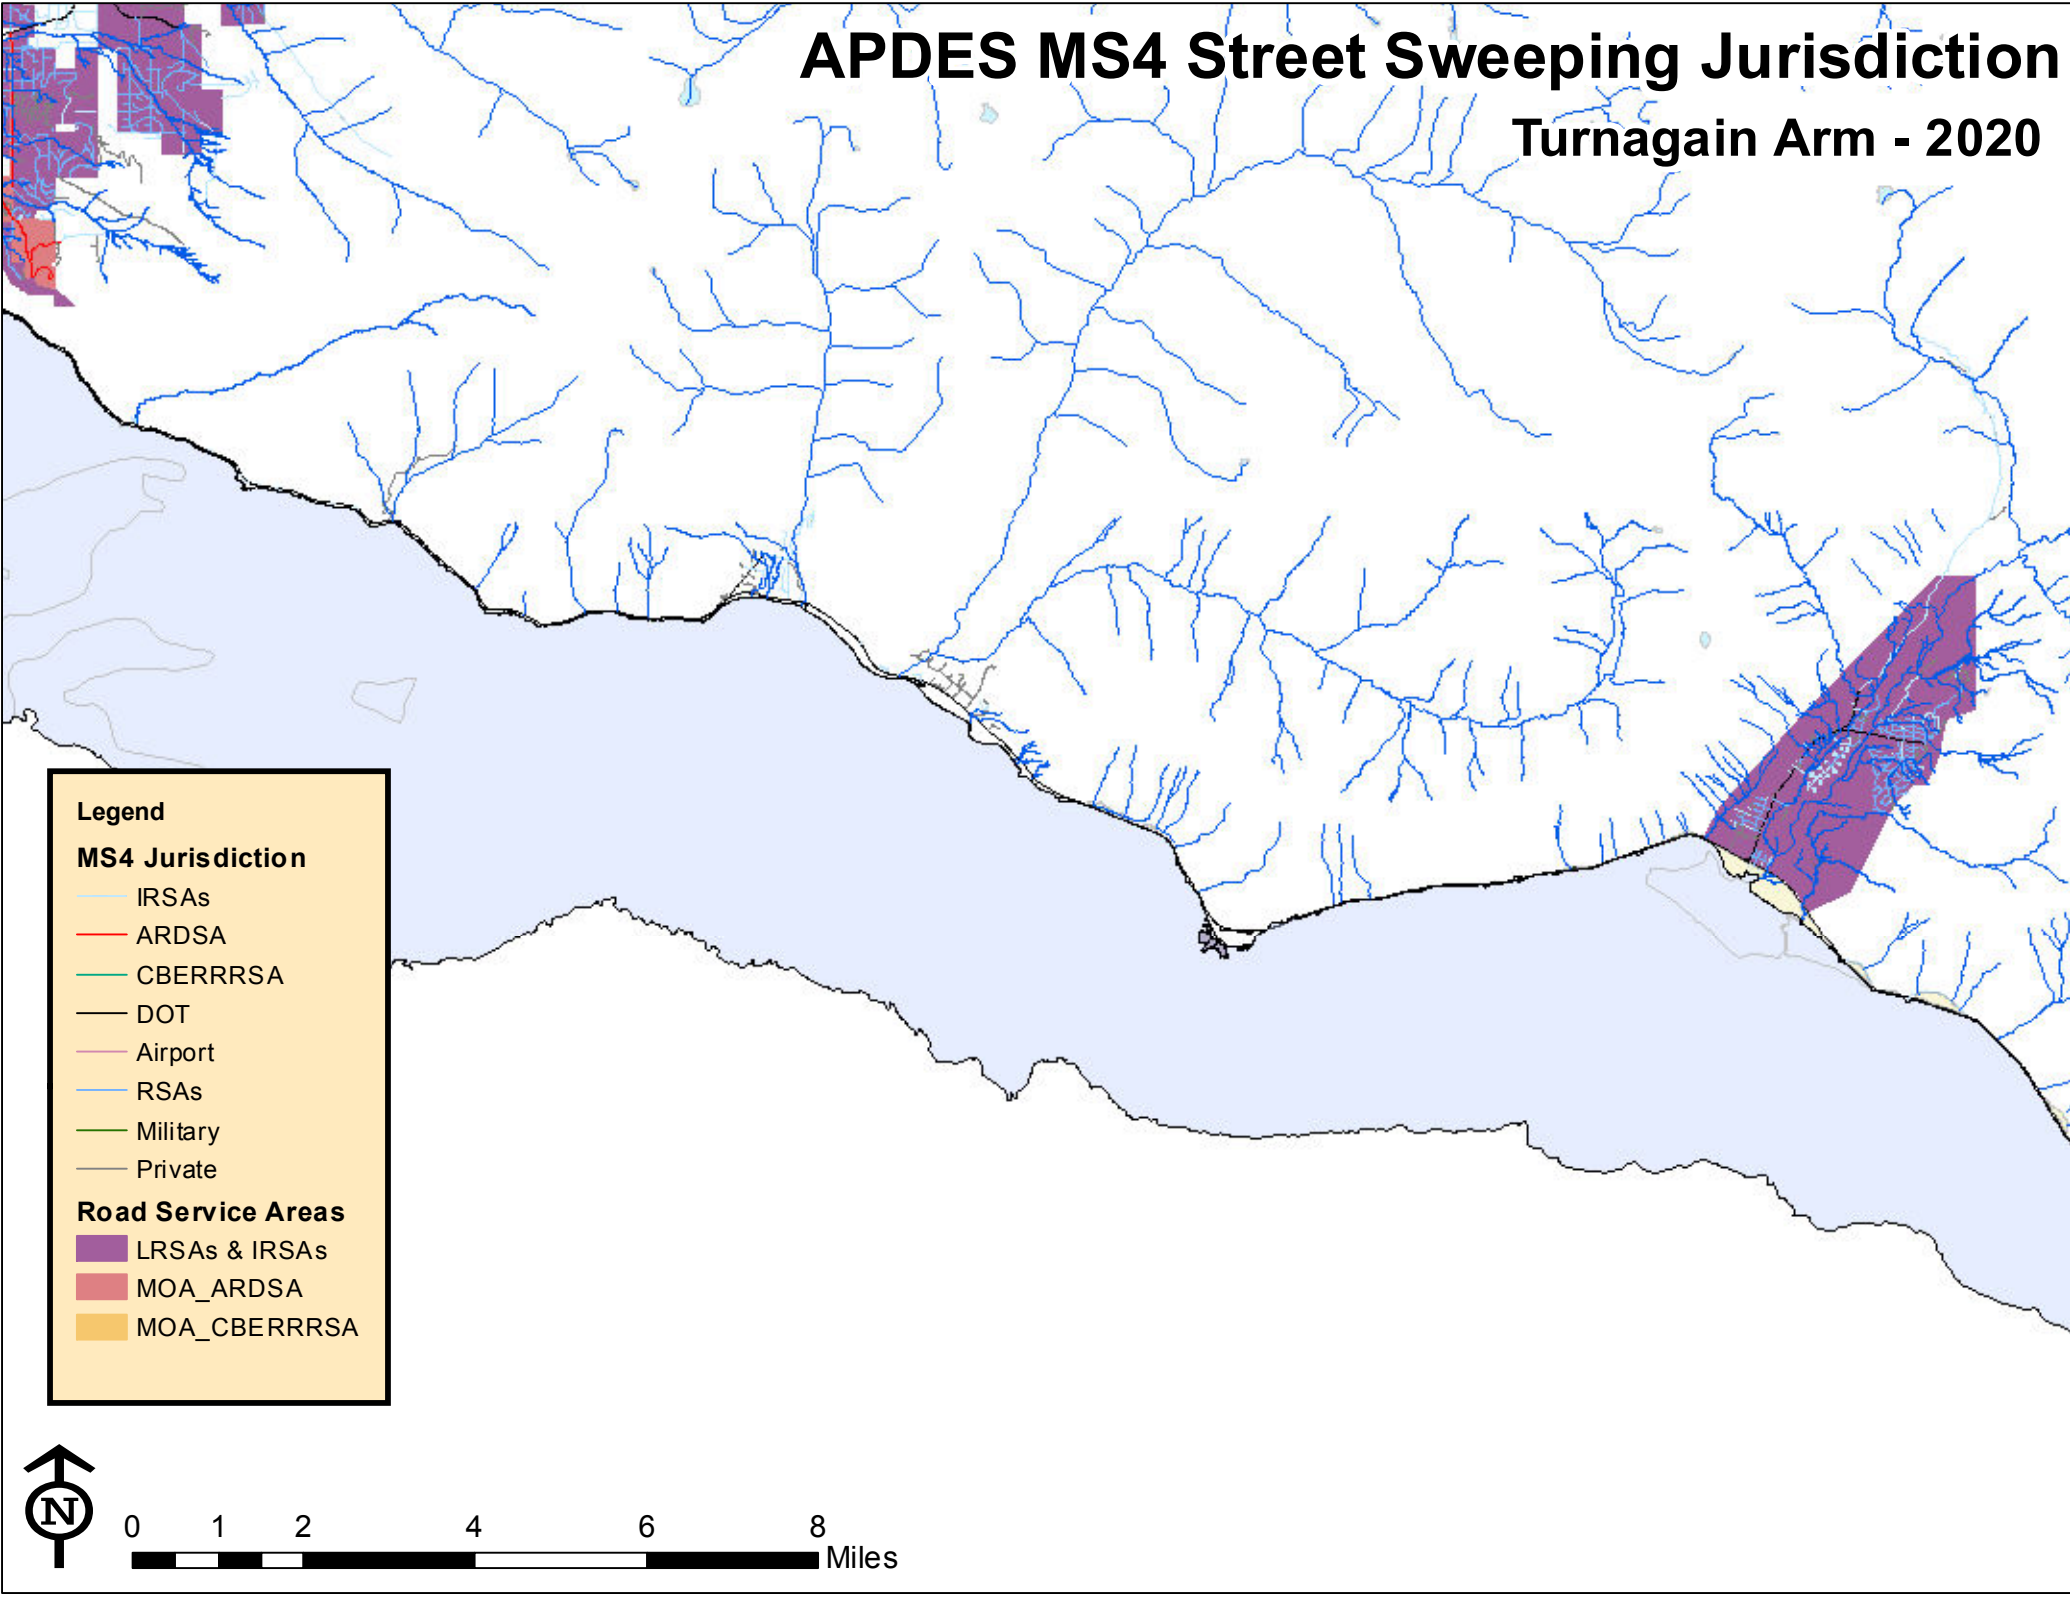 APDES MS4 Street Sweeping Jurisdiction
Turnagain Arm - 2020
Legend
MS4 Jurisdiction
IRSAs
ARDSA
CBERRRSA
DOT
Airport
RSAs
Military
Private
Road Service Areas
LRSAs & IRSAs
MOA_ARDSA
MOA_CBERRRSA
N
0 1 2 4 6 8
Miles